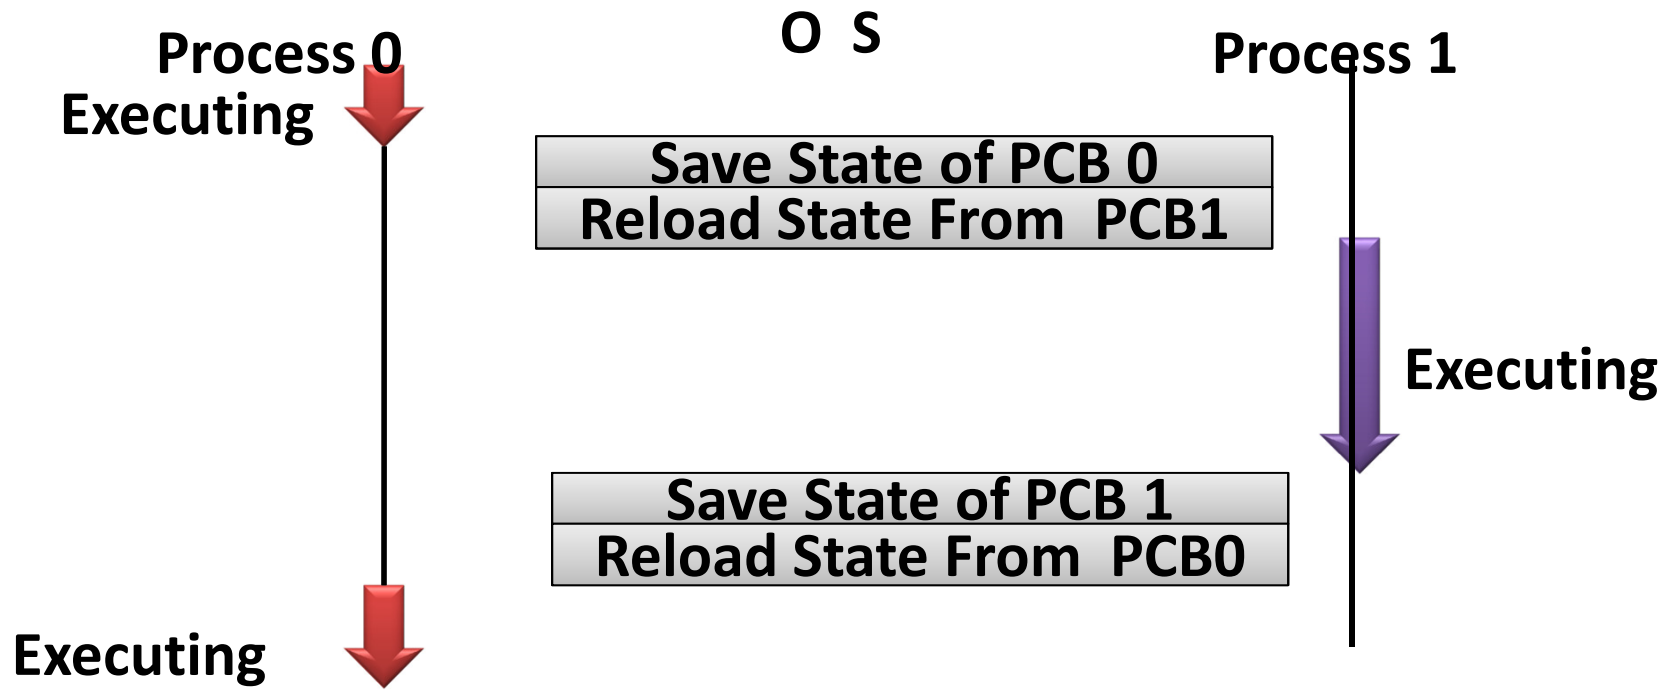 O S
Process 0
Process 1
Executing
Save State of PCB 0
Reload State From PCB1
Executing
Save State of PCB 1
Reload State From PCB0
Executing